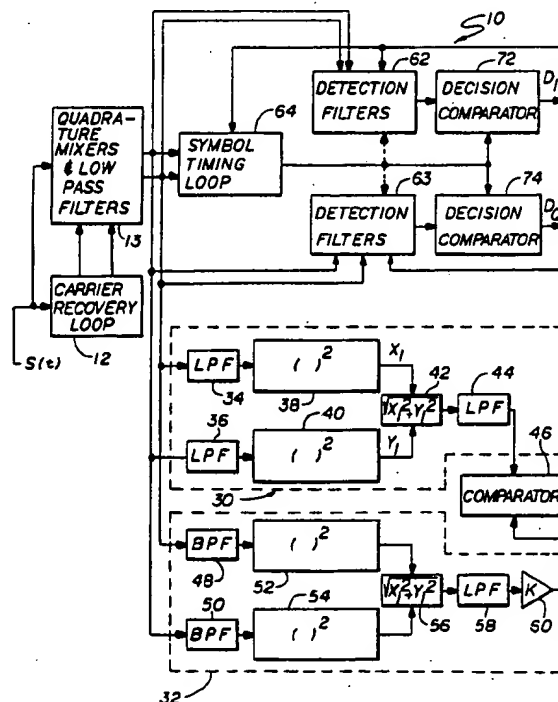 10
QUADRA-
TURE
MIXERS
& LOW
PASS
FILTERS
13
CARRIER
RECOVERY
LOOP
12
S(t)
64
SYMBOL
TIMING
LOOP
62
DETECTION
FILTERS
72
DECISION
COMPARATOR
D
63
DETECTION
FILTERS
74
DECISION
COMPARATOR
D
LPF
34
( )²
38
X₁
36
LPF
40
( )²
Y₁
42
√X₁²+Y₁²
44
LPF
46
COMPARATOR
30
BPF
48
( )²
52
50
BPF
54
( )²
56
LPF
58
K
60
32